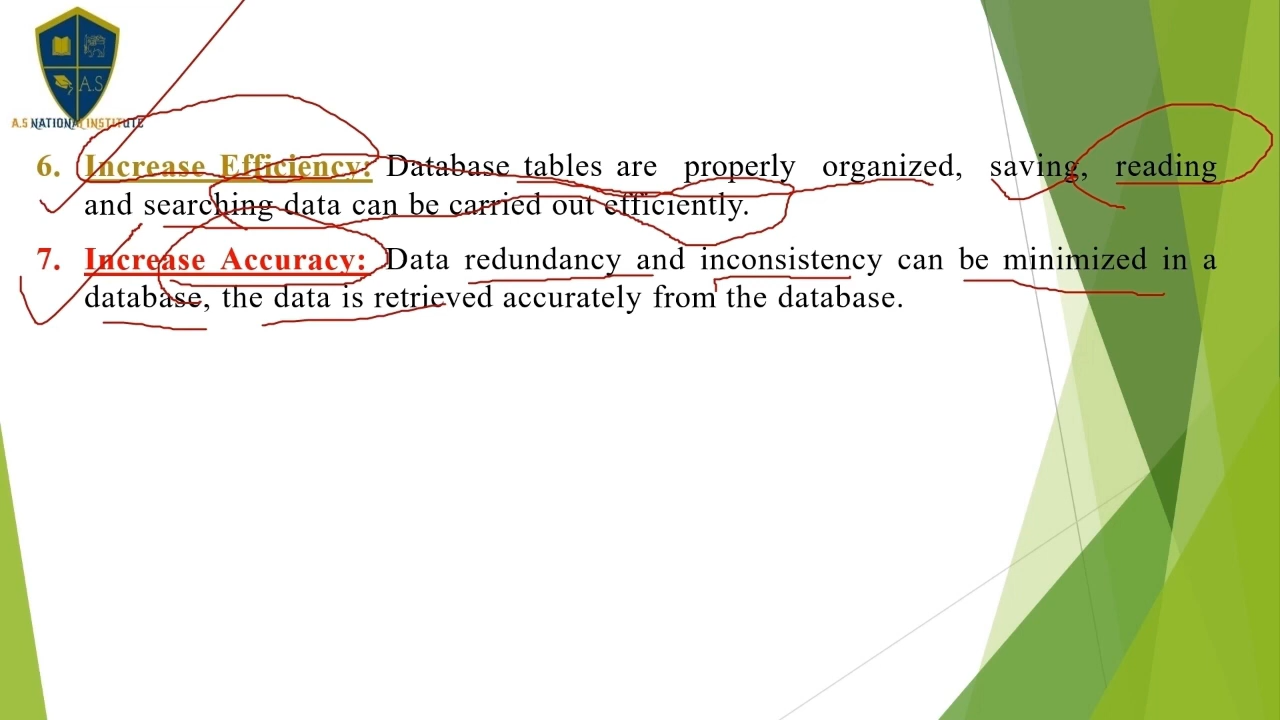 A.S
A.S NATIONAL INSTITUTE
6. Increase Efficiency: Database tables are properly organized, saving, reading
and searching data can be carried out efficiently.
7. Increase Accuracy: Data redundancy and inconsistency can be minimized in a
database, the data is retrieved accurately from the database.